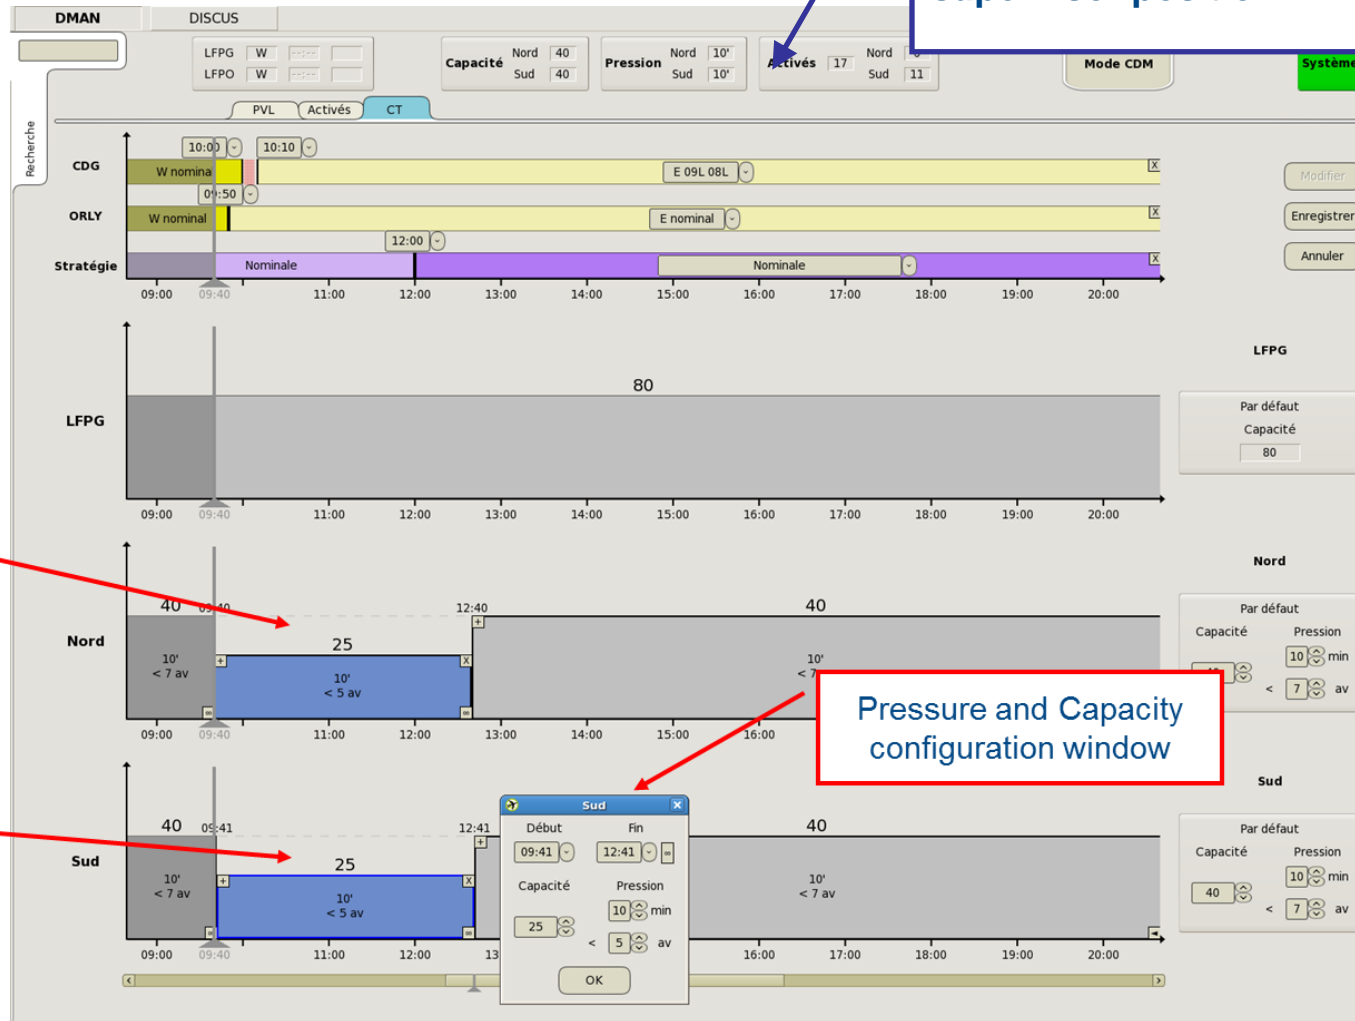 DMAN DISCUS
LFPG W --:--
LFPO W --:--
Capacité Nord 40
Sud 40
Pression Nord 10'
Sud 10'
Activés 17 Nord
Sud 11
Mode CDM
Système
Recherche
PVL Activés CT
10:00 10:10
CDG W nomina E 09L 08L X
09:50
ORLY W nominal E nominal X
12:00
Stratégie Nominale Nominale X
09:00 09:40 11:00 12:00 13:00 14:00 15:00 16:00 17:00 18:00 19:00 20:00
Modifier
Enregistrer
Annuler
80
LFPG
09:00 09:40 11:00 12:00 13:00 14:00 15:00 16:00 17:00 18:00 19:00 20:00
LFPG
Par défaut
Capacité
80
40 09:40 12:40 40
+
25
Nord
+ X
10' 10' 10'
< 7 av < 5 av < 7
∞ ∞
09:00 09:40 11:00 12:00 13:00 14:00 15:00 16:00
Nord
Par défaut
Capacité Pression
10 min
< 7 av
Pressure and Capacity
configuration window
40 09:41 12:41 40
+
25
Sud
+ X
10' 10' 10'
< 7 av < 5 av < 7 av
∞ ∞
09:00 09:40 11:00 12:00 13 16:00 17:00 18:00 19:00 20:00
Sud x
Début Fin
09:41 12:41 ∞
Capacité Pression
10 min
25
< 5 av
OK
Sud
Par défaut
Capacité Pression
10 min
40
< 7 av